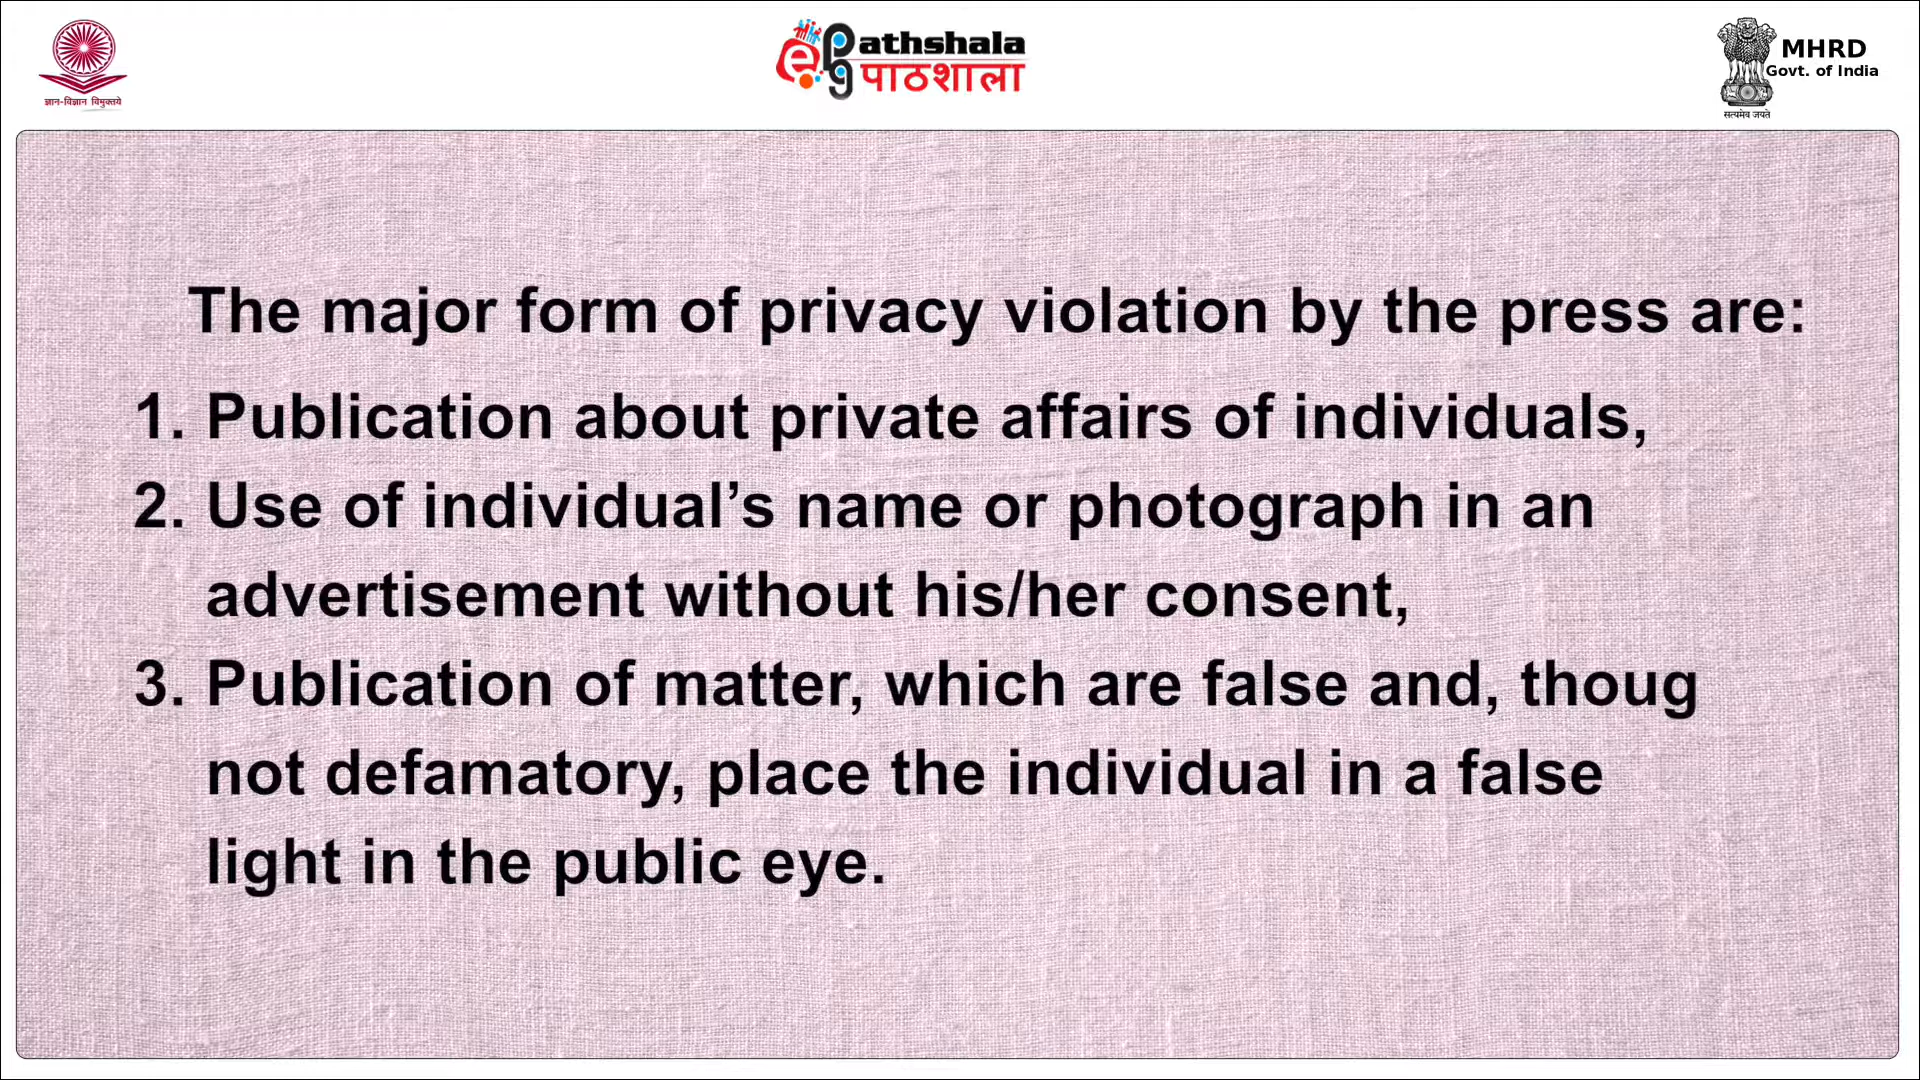 ज्ञान-विज्ञान विमुक्तये
ePG Pathshala
पाठशाला
MHRD
Govt. of India
सत्यमेव जयते
The major form of privacy violation by the press are:
1. Publication about private affairs of individuals,
2. Use of individual’s name or photograph in an
advertisement without his/her consent,
3. Publication of matter, which are false and, thoug
not defamatory, place the individual in a false
light in the public eye.